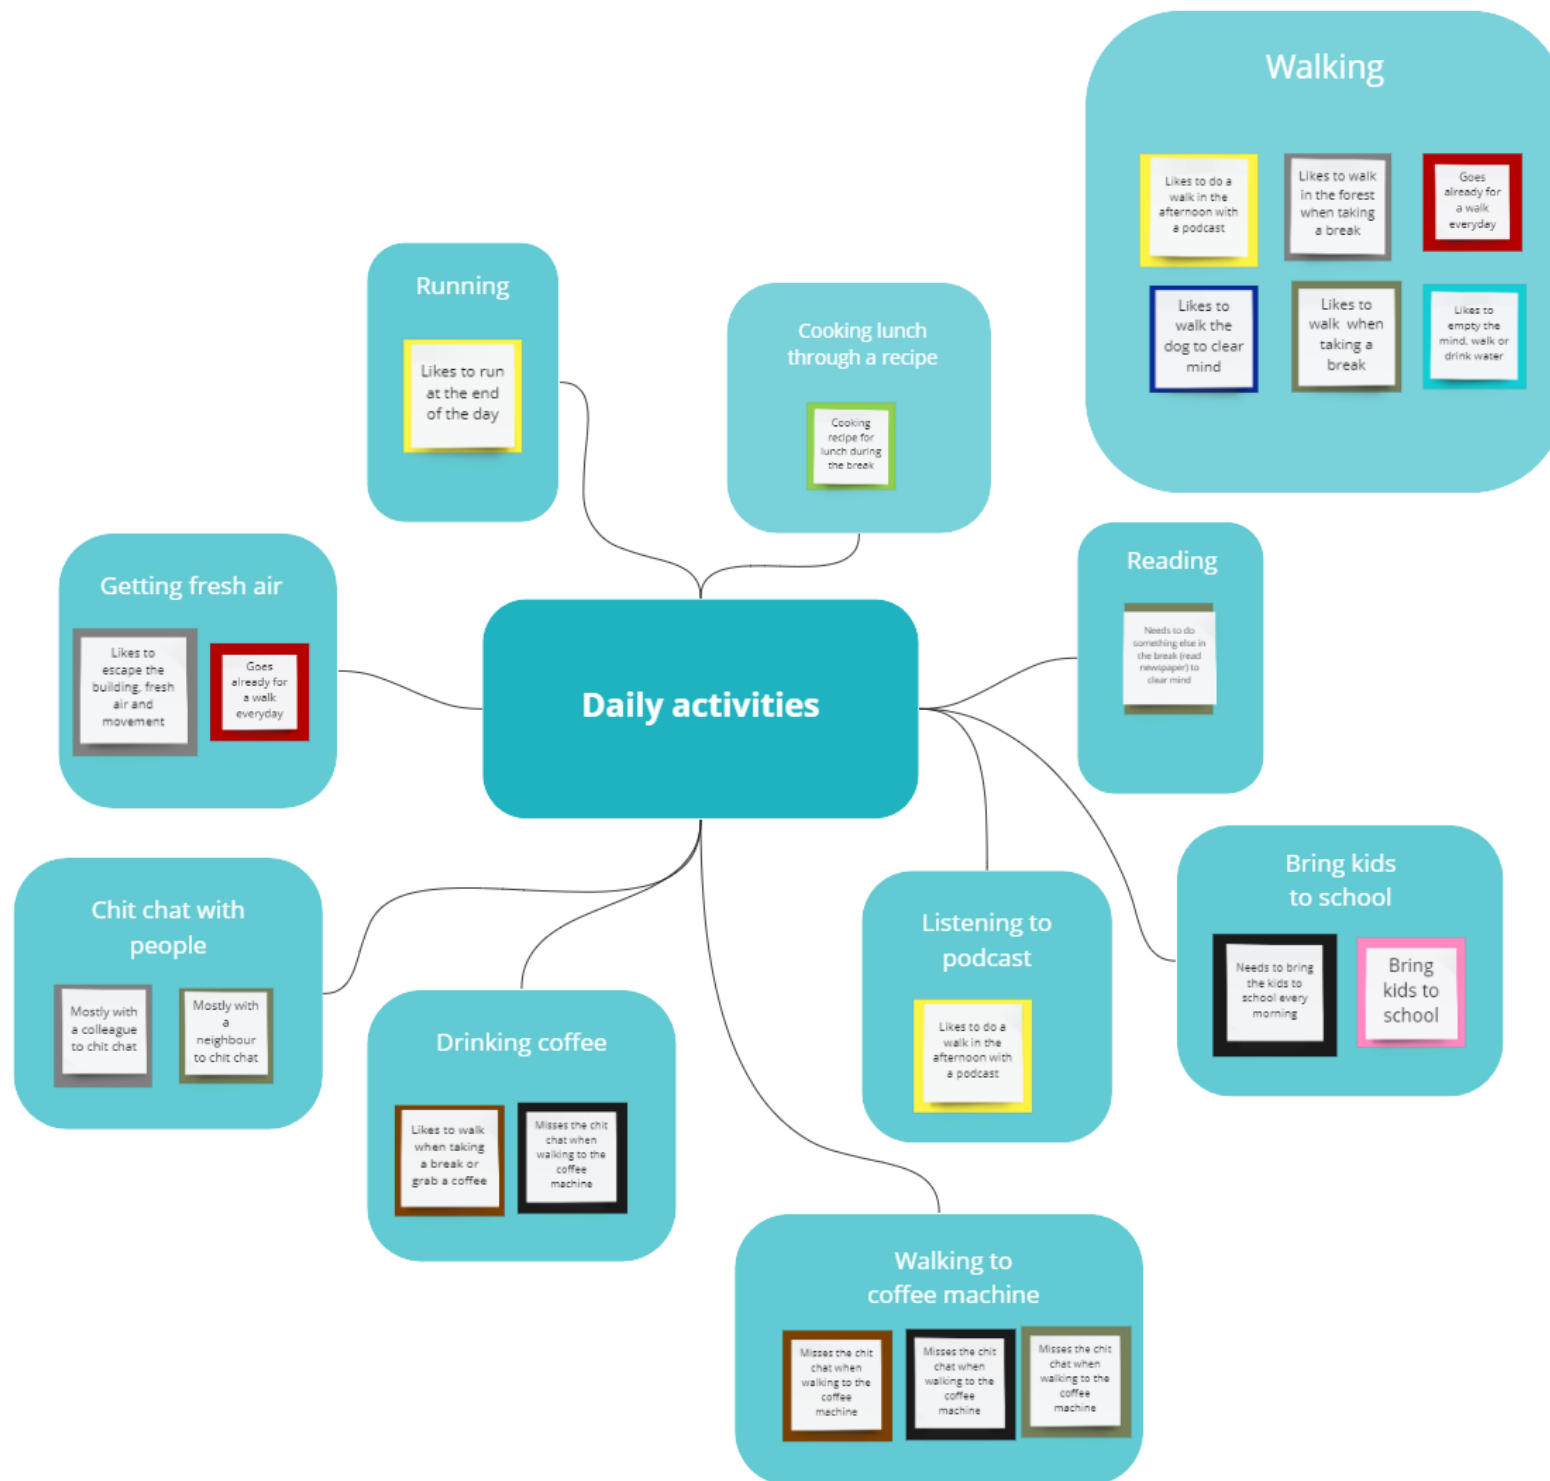 Walking
Likes to do a
walk in the
afternoon with
a podcast
Likes to walk
in the forest
when taking
a break
Goes
already for
a walk
everyday
Likes to
walk the
dog to clear
mind
Likes to
walk when
taking a
break
Likes to
empty the
mind, walk or
drink water
Running
Likes to run
at the end
of the day
Cooking lunch
through a recipe
Cooking
recipe for
lunch during
the break
Getting fresh air
Likes to
escape the
building, fresh
air and
movement
Goes
already for
a walk
everyday
Daily activities
Reading
Needs to do
something else in
the break (read
newspaper) to
clear mind
Chit chat with
people
Mostly with
a colleague
to chit chat
Mostly with
a
neighbour
to chit chat
Drinking coffee
Likes to walk
when taking
a break or
grab a coffee
Misses the chit
chat when
walking to the
coffee
machine
Listening to
podcast
Likes to do a
walk in the
afternoon with
a podcast
Bring kids
to school
Needs to bring
the kids to
school every
morning
Bring
kids to
school
Walking to
coffee machine
Misses the chit
chat when
walking to the
coffee
machine
Misses the chit
chat when
walking to the
coffee
machine
Misses the chit
chat when
walking to the
coffee
machine